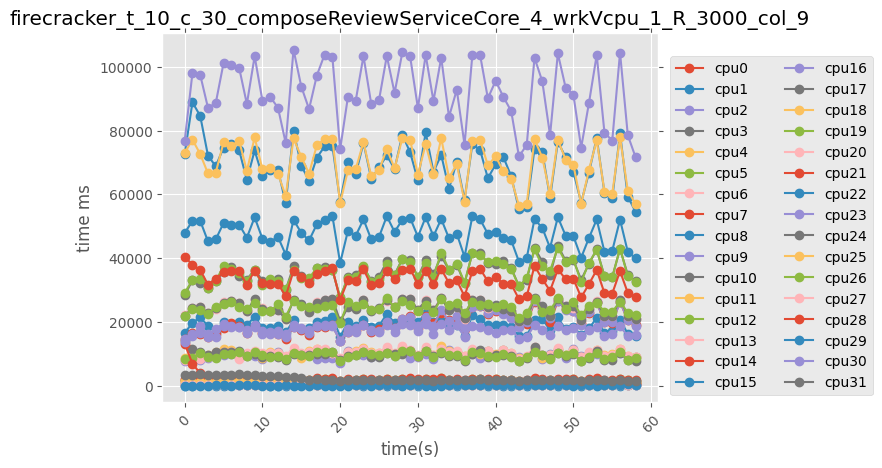 firecracker_t_10_c_30_composeReviewServiceCore_4_wrkVcpu_1_R_3000_col_9
100000
80000
60000
40000
20000
0
time ms
0 10 20 30 40 50 60
time(s)
cpu0 cpu16
cpu1 cpu17
cpu2 cpu18
cpu3 cpu19
cpu4 cpu20
cpu5 cpu21
cpu6 cpu22
cpu7 cpu23
cpu8 cpu24
cpu9 cpu25
cpu10 cpu26
cpu11 cpu27
cpu12 cpu28
cpu13 cpu29
cpu14 cpu30
cpu15 cpu31